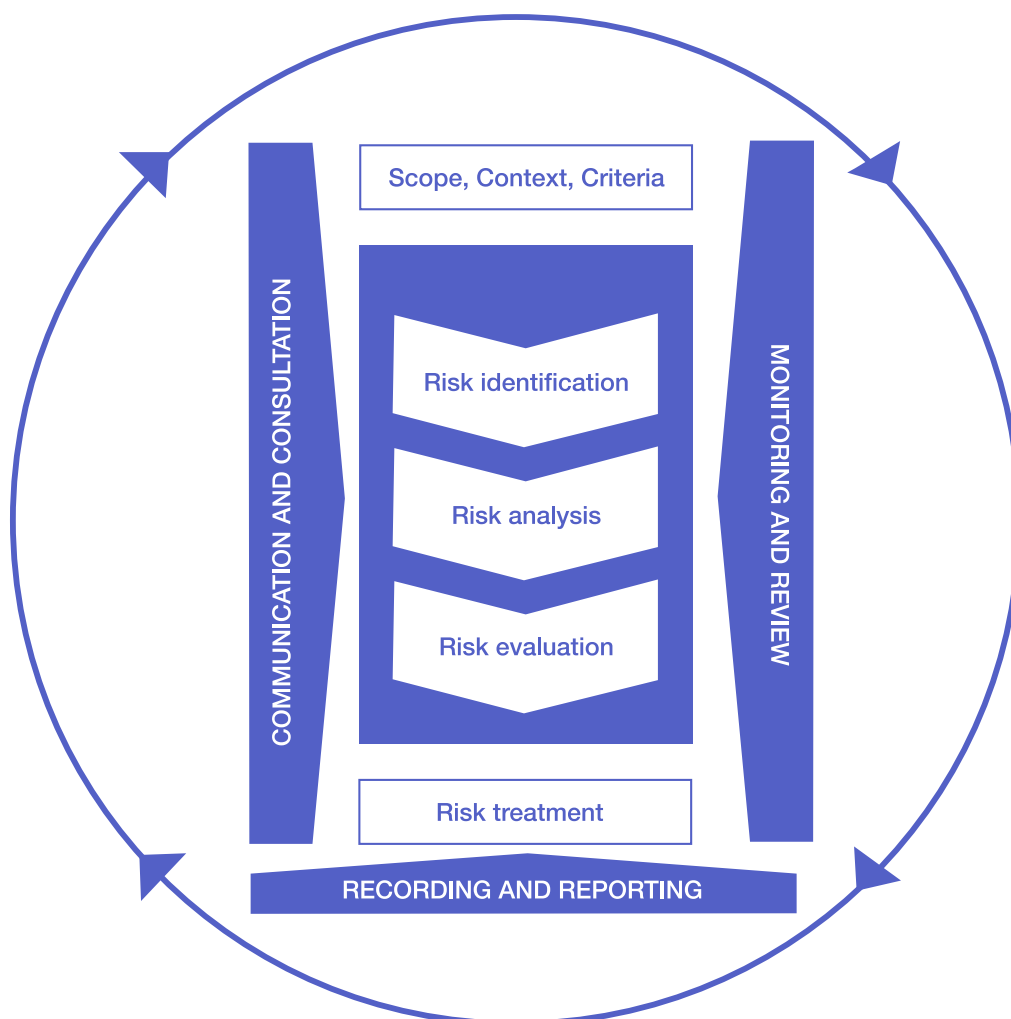 Scope, Context, Criteria
COMMUNICATION AND CONSULTATION
Risk identification
Risk analysis
Risk evaluation
MONITORING AND REVIEW
Risk treatment
RECORDING AND REPORTING